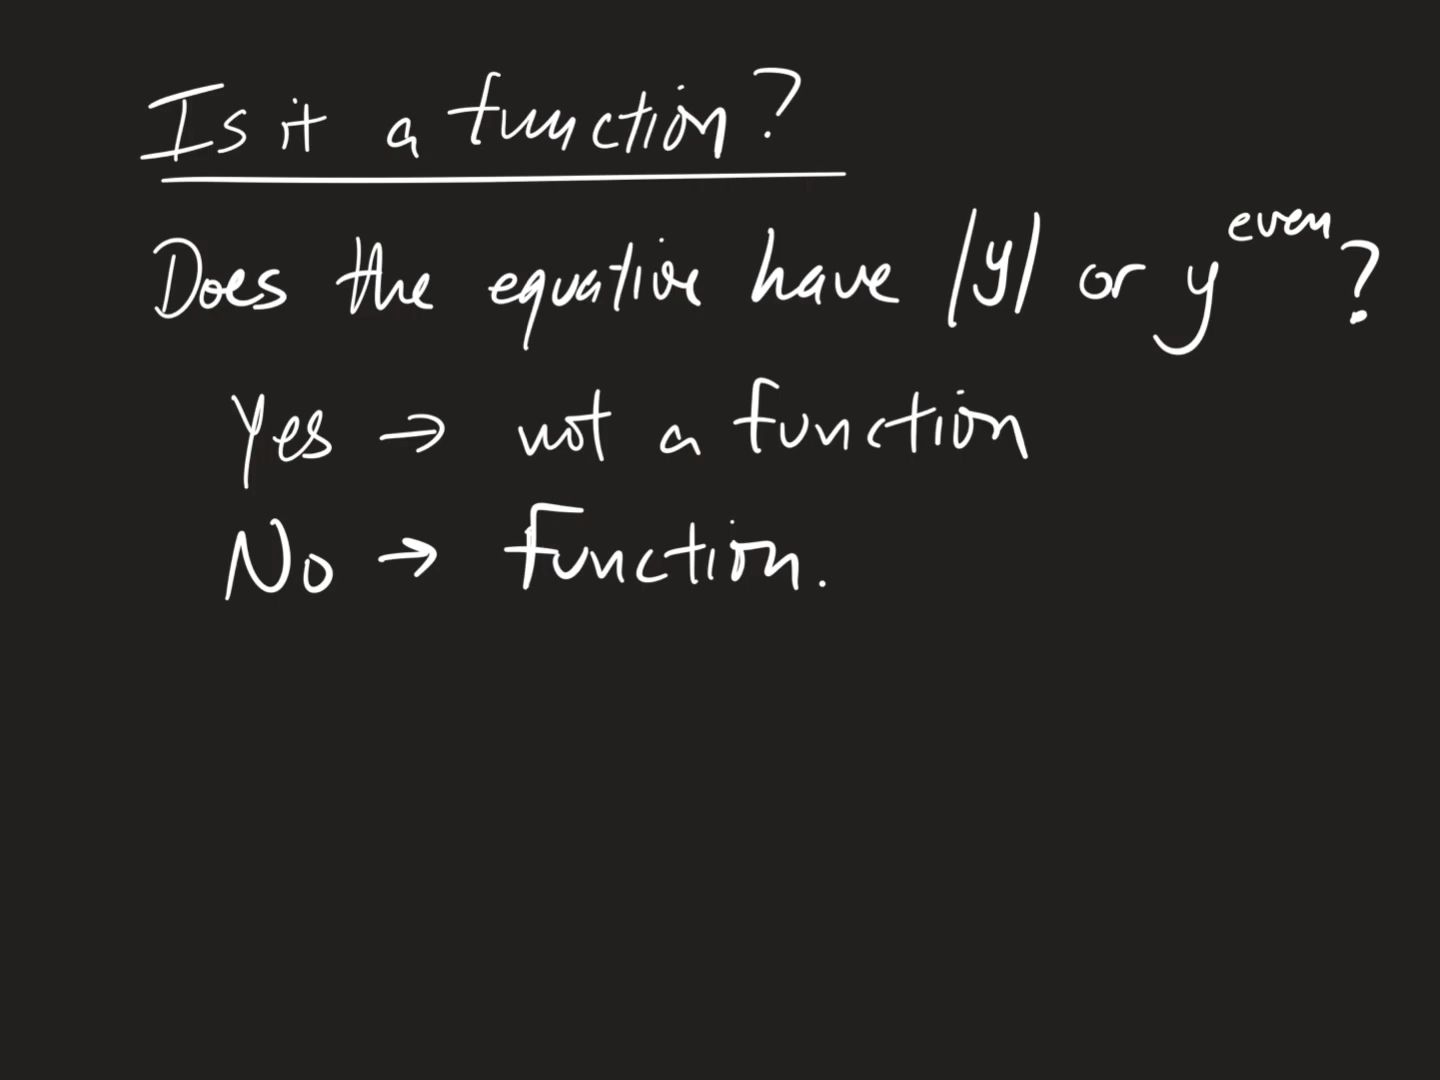 Is it a function?
Does the equation have |y| or y^even?
Yes → not a function
No → Function.